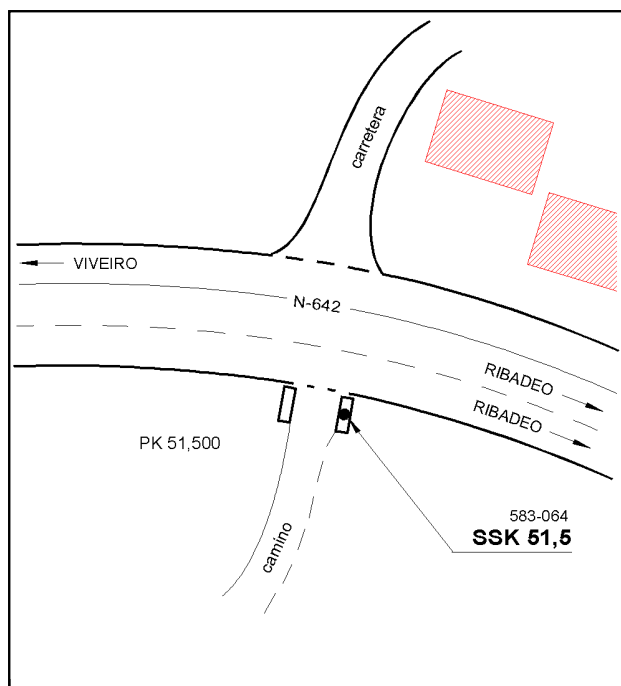 carretera
VIVEIRO
N-642
RIBADEO
RIBADEO
PK 51,500
583-064
SSK 51,5
camino